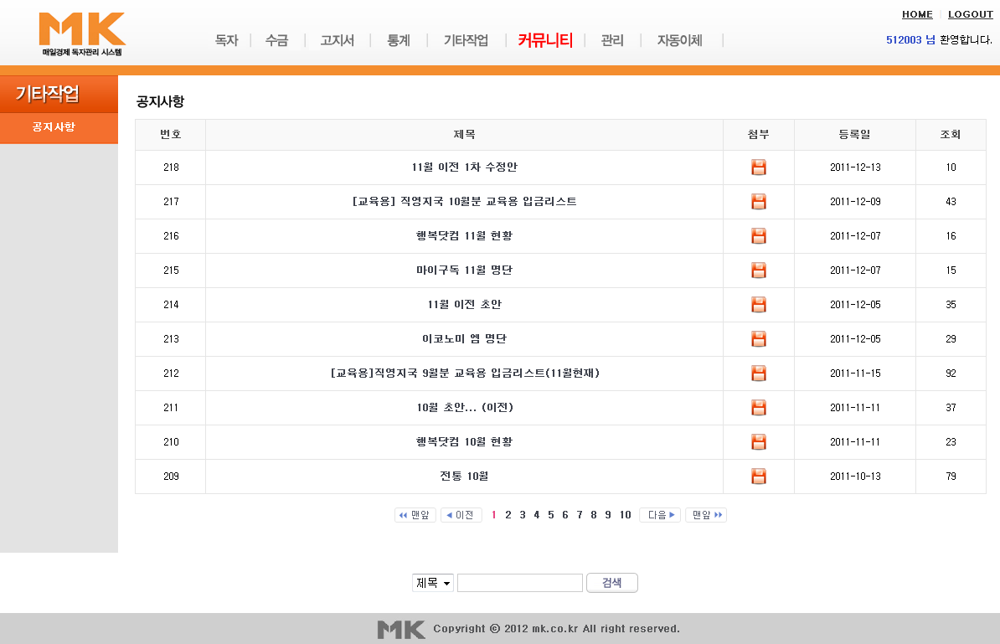 HOME LOGOUT
MK
매일경제 독자관리 시스템
독자 수금 고지서 통계 기타작업 커뮤니티 관리 자동이체
512003 님 환영합니다.
기타작업
공지사항
공지사항
번호 제목 첨부 등록일 조회
218 11월 이전 1차 수정안 2011-12-13 10
217 [교육용] 직영지국 10월분 교육용 입금리스트 2011-12-09 43
216 행복닷컴 11월 현황 2011-12-07 16
215 마이구독 11월 명단 2011-12-07 15
214 11월 이전 초안 2011-12-05 35
213 이코노미 엠 명단 2011-12-05 29
212 [교육용]직영지국 9월분 교육용 입금리스트(11월현재) 2011-11-15 92
211 10월 초안... (이전) 2011-11-11 37
210 행복닷컴 10월 현황 2011-11-11 23
209 전통 10월 2011-10-13 79
맨앞 이전 1 2 3 4 5 6 7 8 9 10 다음 맨앞
제목 검색
MK Copyright ⓒ 2012 mk.co.kr All right reserved.